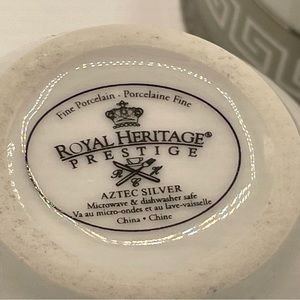 Fine Porcelain - Porcelaine Fine
ROYAL HERITAGE®
PRESTIGE
R H
C
AZTEC SILVER
Microwave & dishwasher safe
Va au micro-ondes et au lave-vaisselle
China • Chine